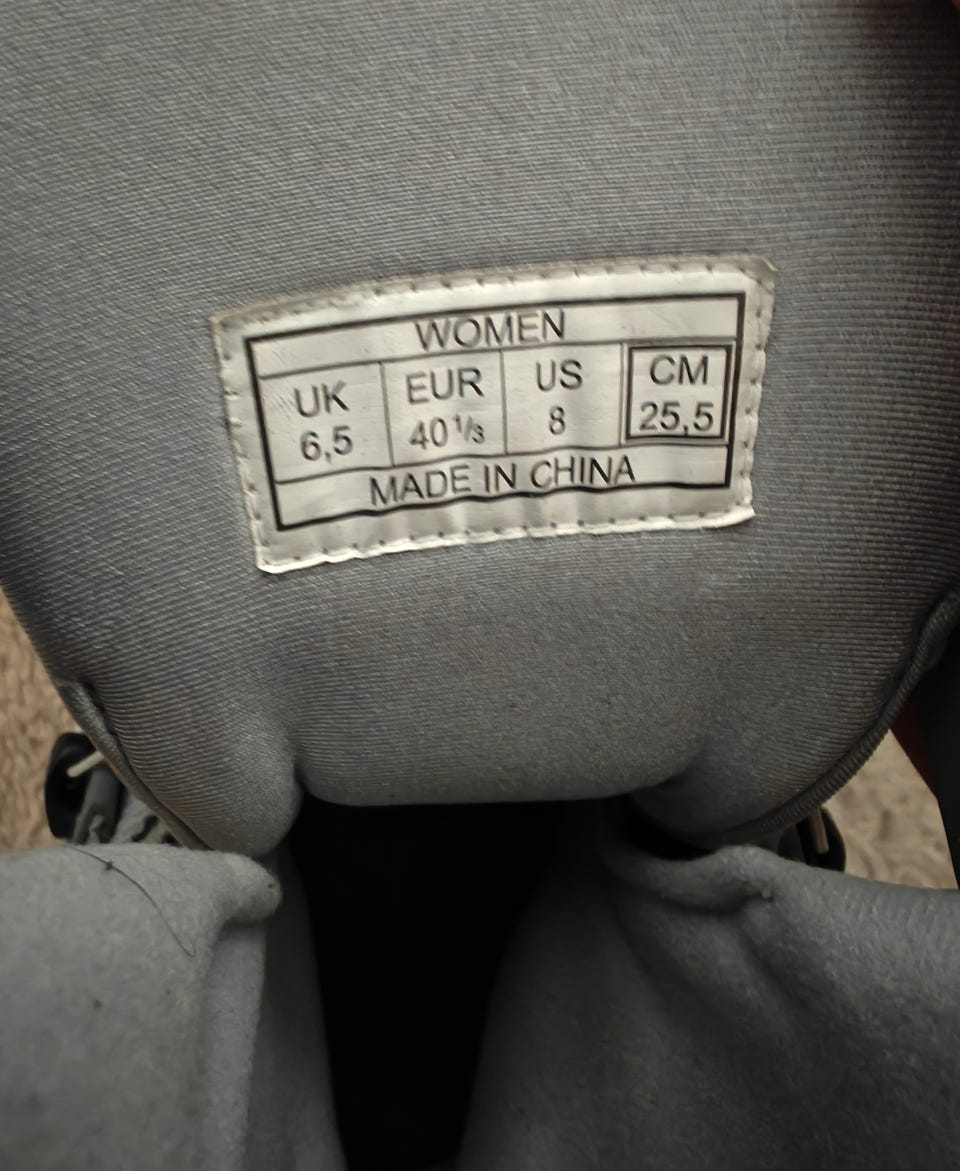 WOMEN
UK EUR US CM
6,5 40 1/3 8 25,5
MADE IN CHINA